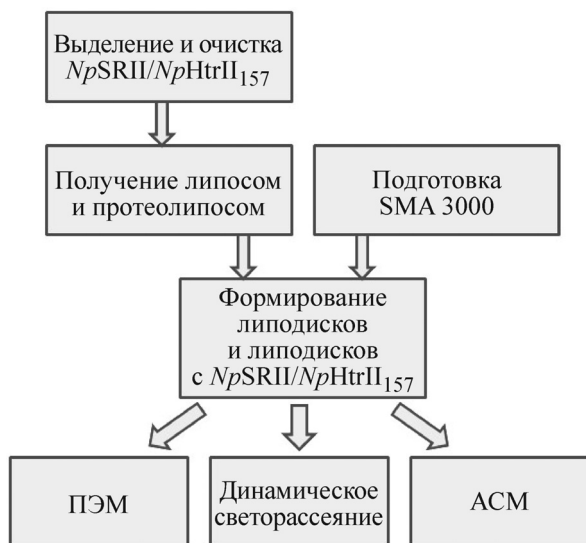 Выделение и очистка
NpSRII/NpHtrII157
Получение липосом
и протеолипосом
Подготовка
SMA 3000
Формирование
липодисков
и липодисков
с NpSRII/NpHtrII157
ПЭМ
Динамическое
светорассеяние
АСМ